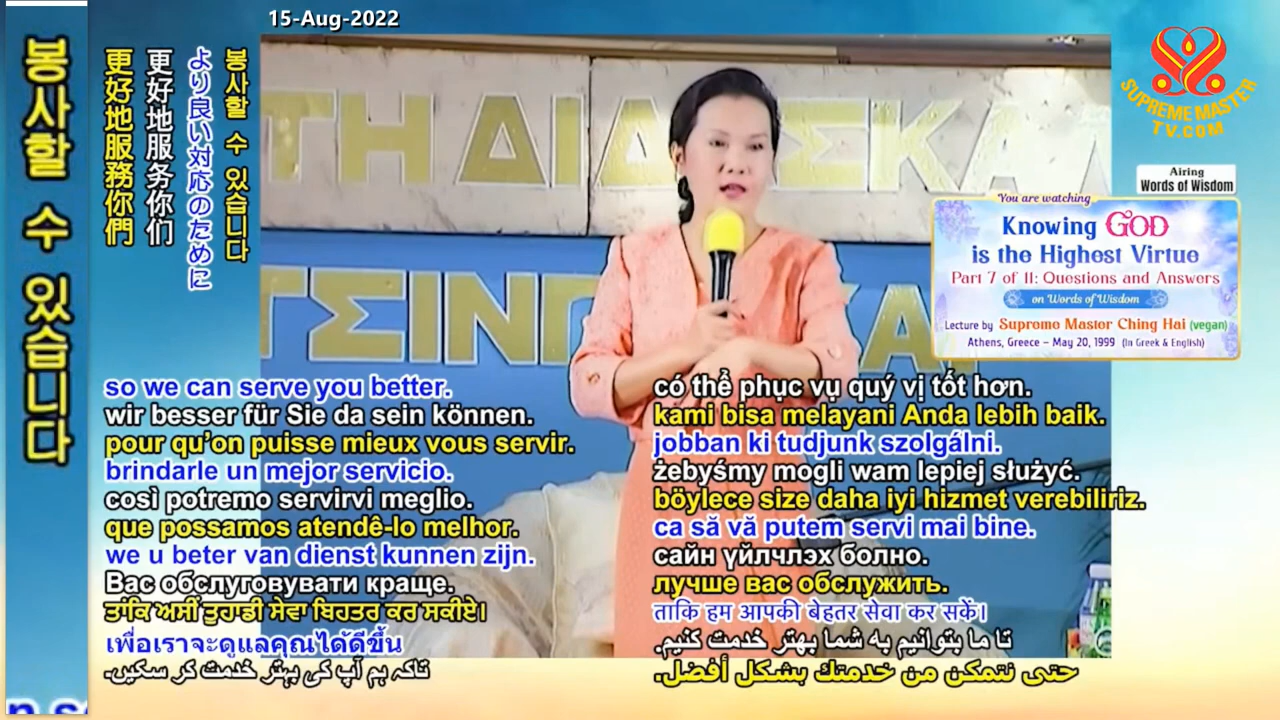 15-Aug-2022
봉사할 수 있습니다
更好地服務你們
更好地服务你们
より良い対応のために
봉사할 수 있습니다
ΤΗ ΔΙΔΑΣΚΑΛ
SUPREME MASTER
TV.COM
Airing
Words of Wisdom
You are watching
Knowing GOD
is the Highest Virtue
Part 7 of 11: Questions and Answers
on Words of Wisdom
Lecture by Supreme Master Ching Hai (vegan)
Athens, Greece – May 20, 1999 (In Greek & English)
so we can serve you better.
wir besser für Sie da sein können.
pour qu’on puisse mieux vous servir.
brindarle un mejor servicio.
così potremo servirvi meglio.
que possamos atendê-lo melhor.
we u beter van dienst kunnen zijn.
Вас обслуговувати краще.
ਤਾਂਕਿ ਅਸੀਂ ਤੁਹਾਡੀ ਸੇਵਾ ਬਿਹਤਰ ਕਰ ਸਕੀਏ।
เพื่อเราจะดูแลคุณได้ดีขึ้น
تاکہ ہم آپ کی بہتر خدمت کر سکیں۔
có thể phục vụ quý vị tốt hơn.
kami bisa melayani Anda lebih baik.
jobban ki tudjunk szolgálni.
żebyśmy mogli wam lepiej służyć.
böylece size daha iyi hizmet verebiliriz.
ca să vă putem servi mai bine.
сайн үйлчлэх болно.
лучше вас обслужить.
ताकि हम आपकी बेहतर सेवा कर सकें।
تا ما بتوانیم به شما بهتر خدمت کنیم.
حتى نتمكن من خدمتك بشكل أفضل.